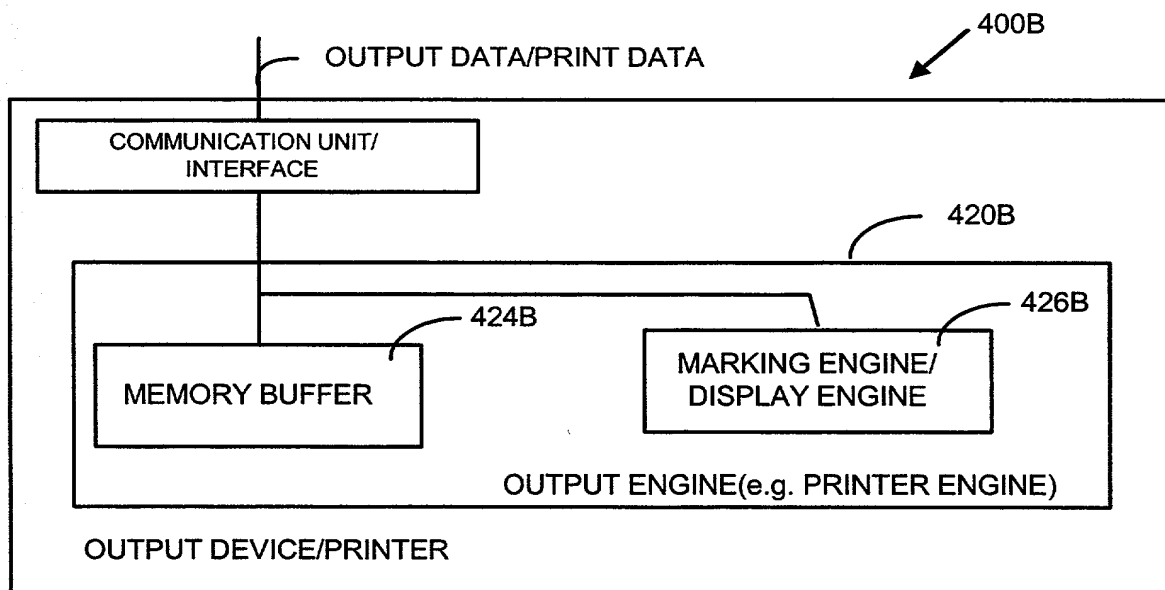 400B
OUTPUT DATA/PRINT DATA
COMMUNICATION UNIT/
INTERFACE
420B
424B
426B
MEMORY BUFFER
MARKING ENGINE/
DISPLAY ENGINE
OUTPUT ENGINE(e.g. PRINTER ENGINE)
OUTPUT DEVICE/PRINTER